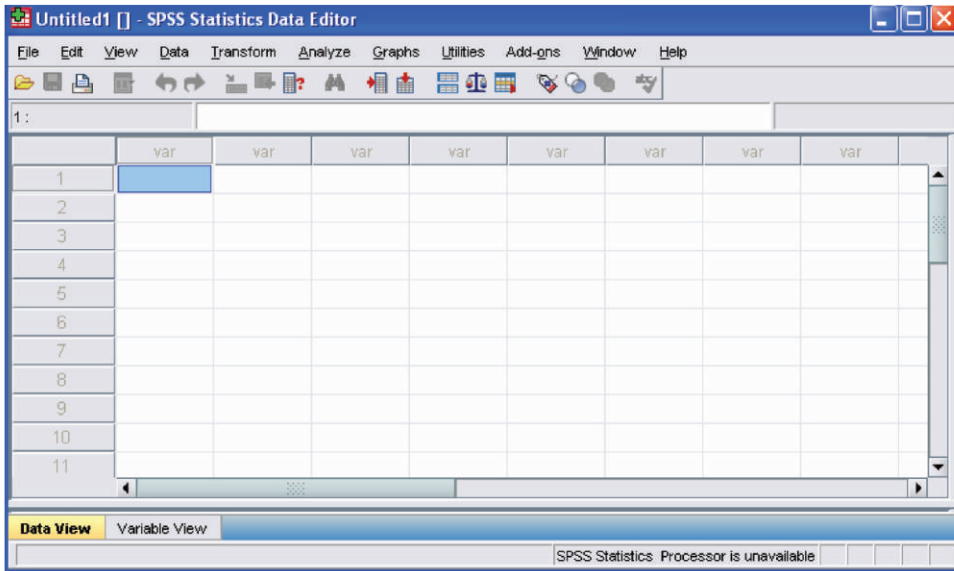 Untitled1 [] - SPSS Statistics Data Editor
File Edit View Data Transform Analyze Graphs Utilities Add-ons Window Help
1 :
var var var var var var var var
1
2
3
4
5
6
7
8
9
10
11
Data View Variable View
SPSS Statistics Processor is unavailable